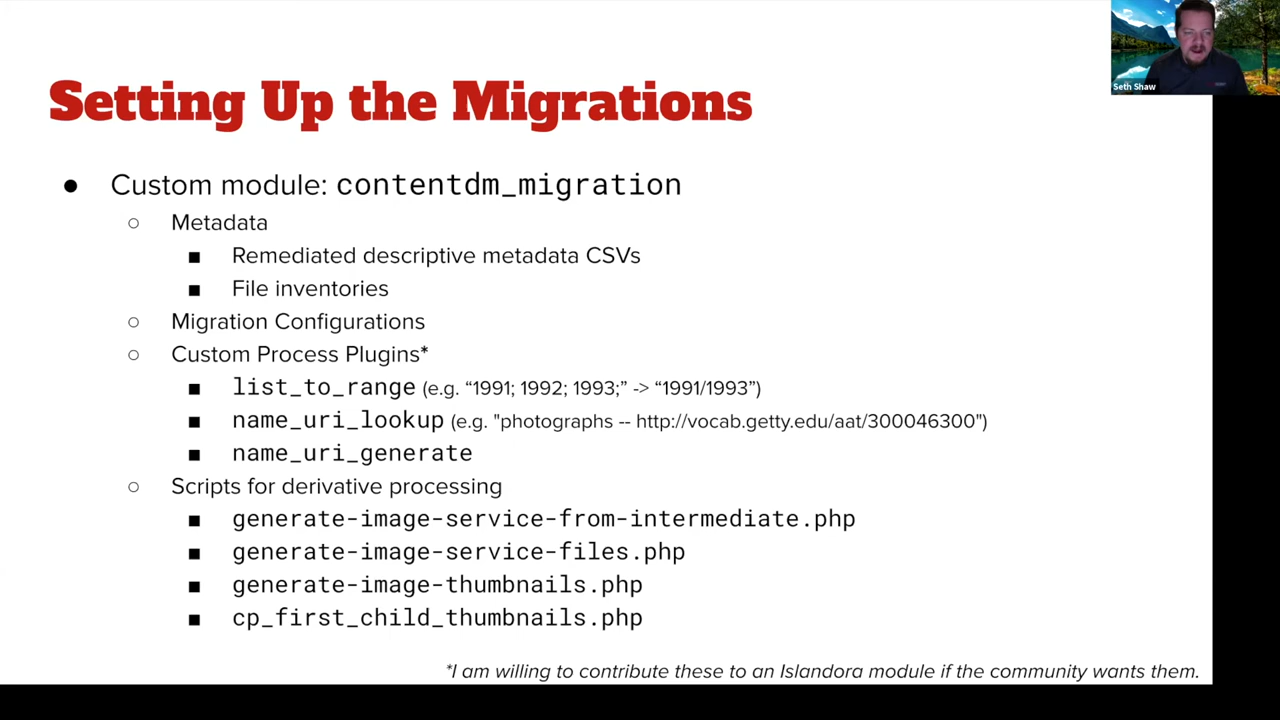 Seth Shaw
Setting Up the Migrations
● Custom module: contentdm_migration
○ Metadata
■ Remediated descriptive metadata CSVs
■ File inventories
○ Migration Configurations
○ Custom Process Plugins*
■ list_to_range (e.g. “1991; 1992; 1993;” -> “1991/1993”)
■ name_uri_lookup (e.g. "photographs -- http://vocab.getty.edu/aat/300046300")
■ name_uri_generate
○ Scripts for derivative processing
■ generate-image-service-from-intermediate.php
■ generate-image-service-files.php
■ generate-image-thumbnails.php
■ cp_first_child_thumbnails.php
*I am willing to contribute these to an Islandora module if the community wants them.